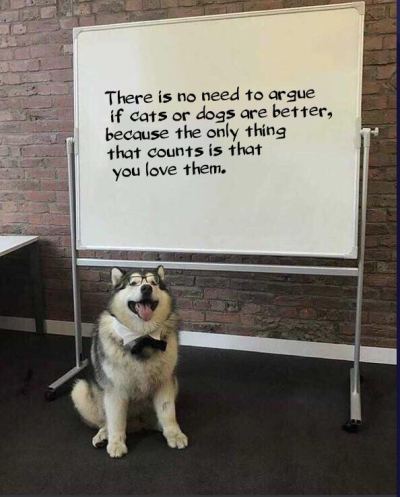 There is no need to argue
if cats or dogs are better,
because the only thing
that counts is that
you love them.